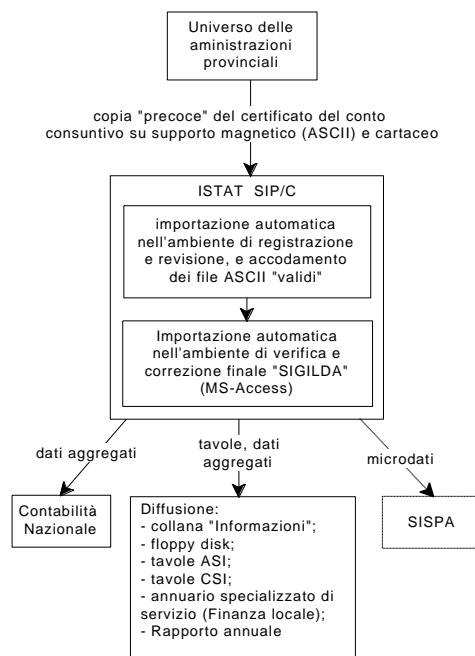 Universo delle
aministrazioni
provinciali
copia "precoce" del certificato del conto
consuntivo su supporto magnetico (ASCII) e cartaceo
ISTAT SIP/C
importazione automatica
nell'ambiente di registrazione
e revisione, e accodamento
dei file ASCII "validi"
Importazione automatica
nell'ambiente di verifica e
correzione finale "SIGILDA"
(MS-Access)
dati aggregati
tavole, dati
aggregati
microdati
Contabilità
Nazionale
Diffusione:
- collana "Informazioni";
- floppy disk;
- tavole ASI;
- tavole CSI;
- annuario specializzato di
servizio (Finanza locale);
- Rapporto annuale
SISPA